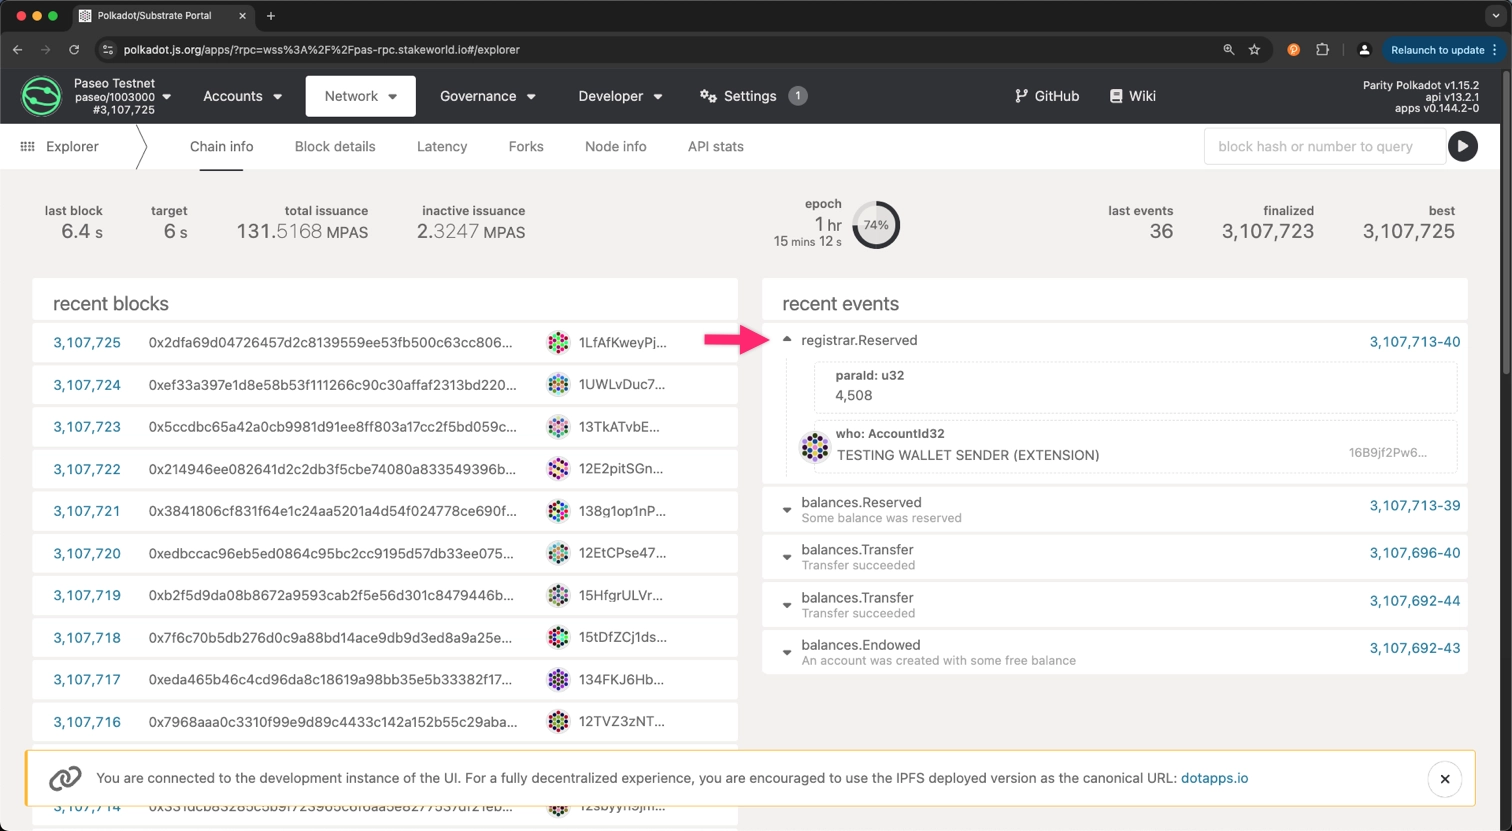 Polkadot/Substrate Portal
polkadot.js.org/apps/?rpc=wss%3A%2F%2Fpas-rpc.stakeworld.io#/explorer
Relaunch to update
Paseo Testnet
paseo/1003000
#3,107,725
Accounts
Network
Governance
Developer
Settings
1
GitHub
Wiki
Parity Polkadot v1.15.2
api v13.2.1
apps v0.144.2-0
Explorer
Chain info
Block details
Latency
Forks
Node info
API stats
block hash or number to query
last block
6.4 s
target
6 s
total issuance
131.5168 MPAS
inactive issuance
2.3247 MPAS
epoch
1 hr
15 mins 12 s
74%
last events
36
finalized
3,107,723
best
3,107,725
recent blocks
3,107,725 0x2dfa69d04726457d2c8139559ee53fb500c63cc806... 1LfAfKweyPj...
3,107,724 0xef33a397e1d8e58b53f111266c90c30affaf2313bd220... 1UWLvDuc7...
3,107,723 0x5ccdbc65a42a0cb9981d91ee8ff803a17cc2f5bd059c... 13TkATvbE...
3,107,722 0x214946ee082641d2c2db3f5cbe74080a833549396b... 12E2pitSGn...
3,107,721 0x3841806cf831f64e1c24aa5201a4d54f024778ce690f... 138g1op1nP...
3,107,720 0xedbccac96eb5ed0864c95bc2cc9195d57db33ee075... 12EtCPse47...
3,107,719 0xb2f5d9da08b8672a9593cab2f5e56d301c8479446b... 15HfgrULVr...
3,107,718 0x7f6c70b5db276d0c9a88bd14ace9db9d3ed8a9a25e... 15tDfZCj1ds...
3,107,717 0xeda465b46c4cd96da8c18619a98bb35e5b33382f17... 134FKJ6Hb...
3,107,716 0x7968aaa0c3310f99e9d89c4433c142a152b55c29aba... 12TVZ3zNT...
recent events
registrar.Reserved
3,107,713-40
paraId: u32
4,508
who: AccountId32
TESTING WALLET SENDER (EXTENSION)
16B9jf2Pw6...
balances.Reserved
Some balance was reserved
3,107,713-39
balances.Transfer
Transfer succeeded
3,107,696-40
balances.Transfer
Transfer succeeded
3,107,692-44
balances.Endowed
An account was created with some free balance
3,107,692-43
You are connected to the development instance of the UI. For a fully decentralized experience, you are encouraged to use the IPFS deployed version as the canonical URL: dotapps.io